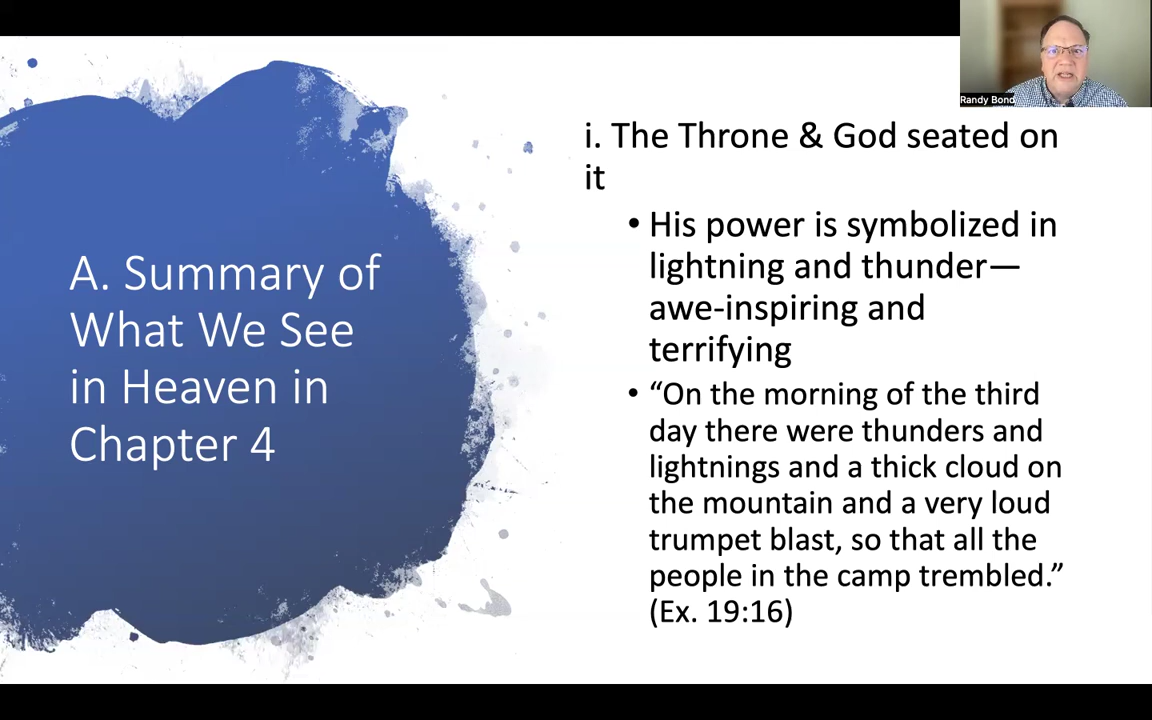 Randy Bond
A. Summary of
What We See
in Heaven in
Chapter 4
i. The Throne & God seated on
it
• His power is symbolized in
lightning and thunder—
awe-inspiring and
terrifying
• “On the morning of the third
day there were thunders and
lightnings and a thick cloud on
the mountain and a very loud
trumpet blast, so that all the
people in the camp trembled.”
(Ex. 19:16)